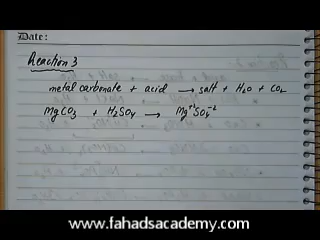 Date:
Reaction 3
metal carbonate + acid → salt + H₂O + CO₂
MgCO₃ + H₂SO₄ → Mg⁺²SO₄⁻²
www.fahadsacademy.com